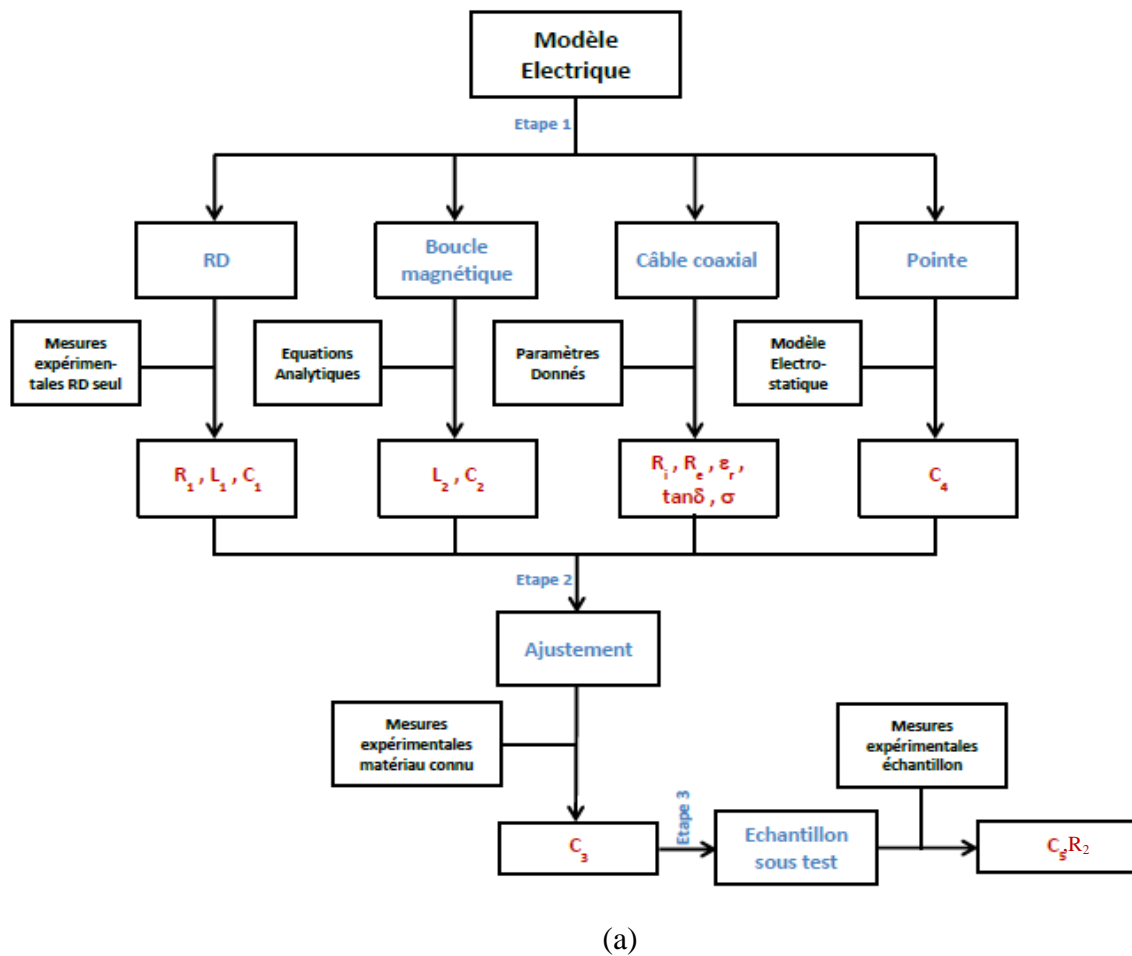 Modèle
Electrique
Etape 1
RD
Boucle
magnétique
Câble coaxial
Pointe
Mesures
expérimen-
tales RD seul
Equations
Analytiques
Paramètres
Donnés
Modèle
Electro-
statique
R₁ , L₁ , C₁
L₂ , C₂
Rᵢ , Rₑ , εᵣ ,
tanδ , σ
C₄
Etape 2
Ajustement
Mesures
expérimentales
matériau connu
Mesures
expérimentales
échantillon
C₃
Etape 3
Echantillon
sous test
C₅,R₂
(a)